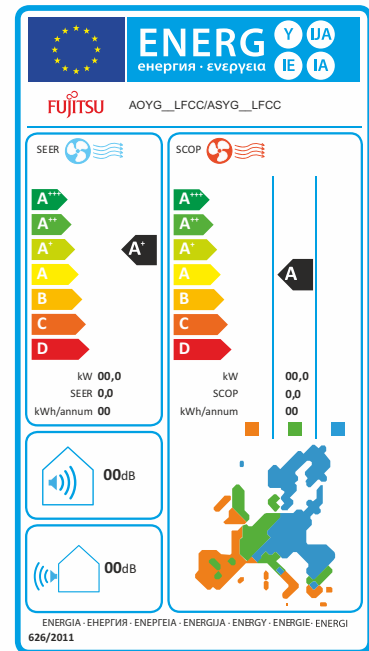 ENERG Y IJA
енергия · ενεργεια IE IA
FUJITSU
AOYG__LFCC/ASYG__LFCC
SEER
A+++
A++
A+
A
B
C
D
A+
kW 00,0
SEER 0,0
kWh/annum 00
SCOP
A+++
A++
A+
A
B
C
D
A
kW 00,0
SCOP 0,0
kWh/annum 00
00dB
00dB
ENERGIA · ЕНЕРГИЯ · ΕΝΕΡΓΕΙΑ · ENERGIJA · ENERGY · ENERGIE · ENERGI
626/2011